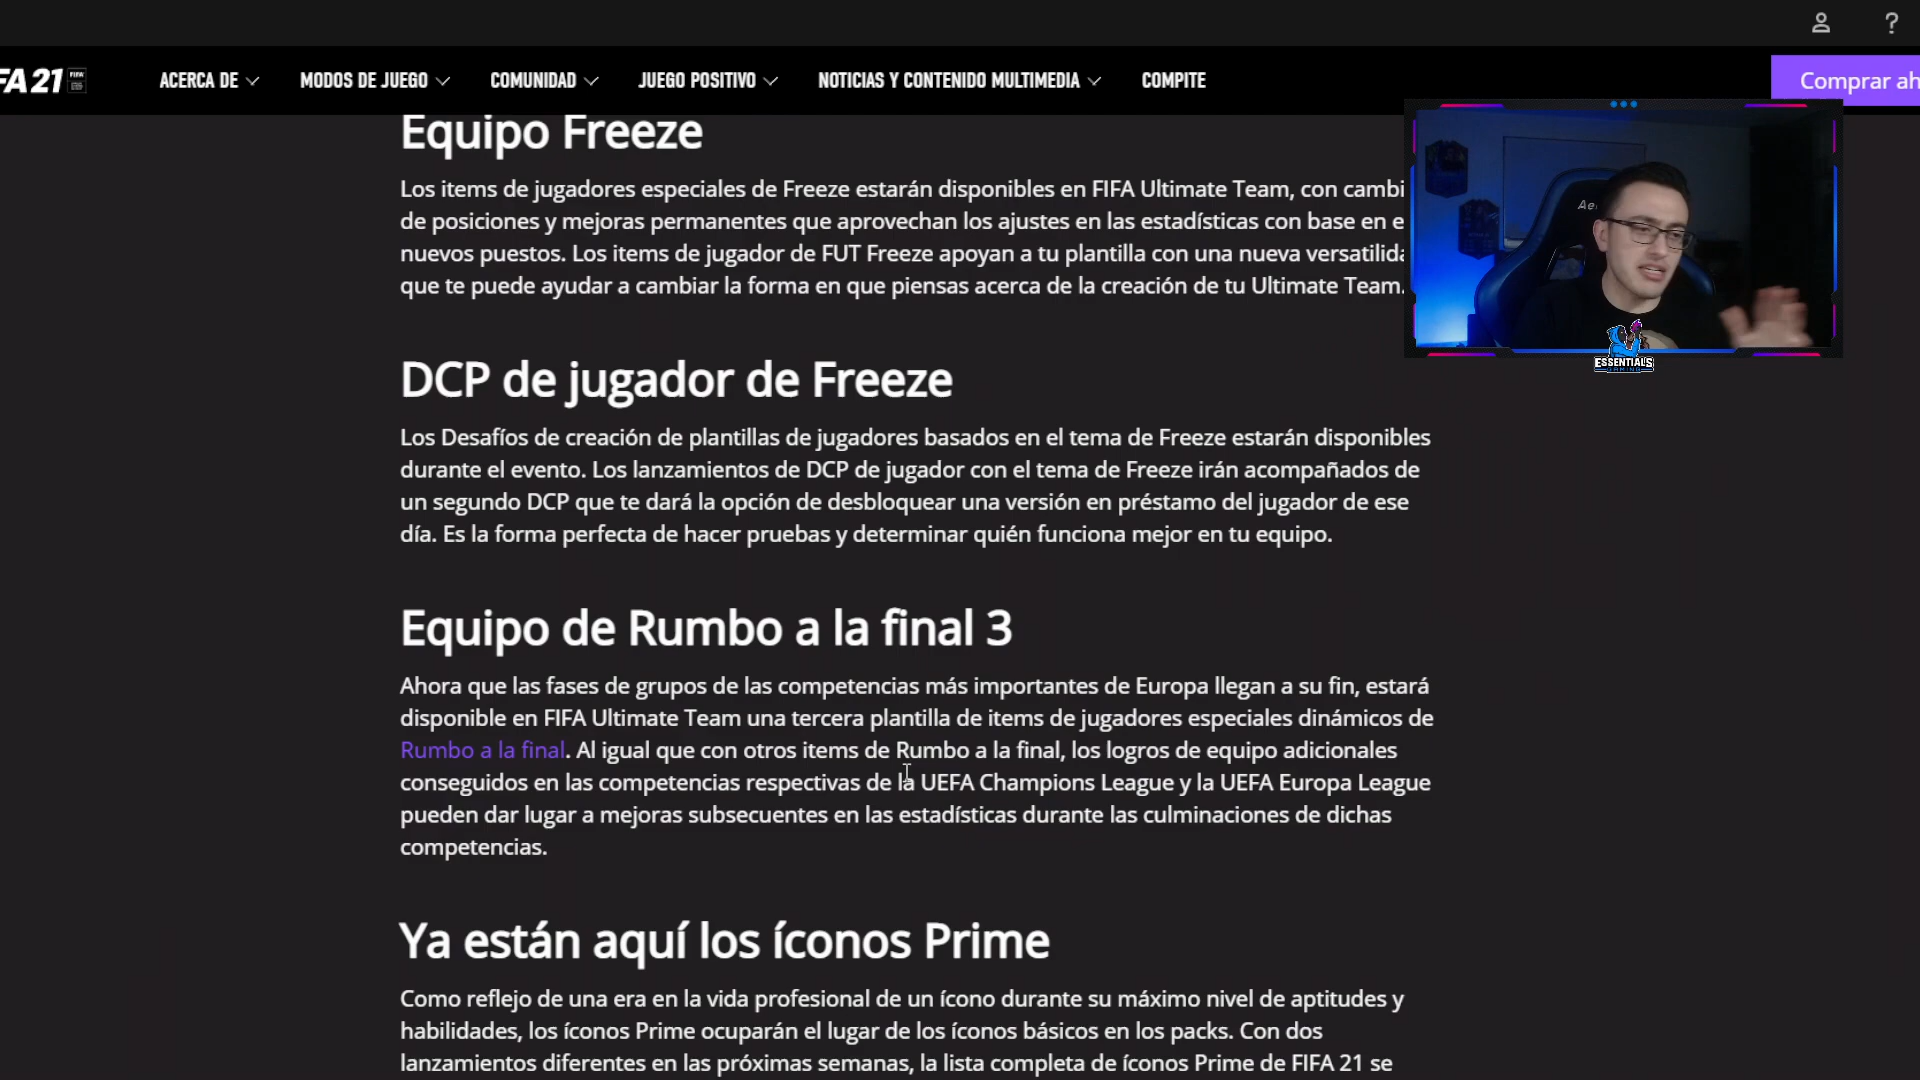 ?
FA 21
ACERCA DE
MODOS DE JUEGO
COMUNIDAD
JUEGO POSITIVO
NOTICIAS Y CONTENIDO MULTIMEDIA
COMPITE
Comprar ah
Equipo Freeze
Los items de jugadores especiales de Freeze estarán disponibles en FIFA Ultimate Team, con cambi
de posiciones y mejoras permanentes que aprovechan los ajustes en las estadísticas con base en e
nuevos puestos. Los items de jugador de FUT Freeze apoyan a tu plantilla con una nueva versatilida
que te puede ayudar a cambiar la forma en que piensas acerca de la creación de tu Ultimate Team.
ESSENTIALS
GAMING
DCP de jugador de Freeze
Los Desafíos de creación de plantillas de jugadores basados en el tema de Freeze estarán disponibles
durante el evento. Los lanzamientos de DCP de jugador con el tema de Freeze irán acompañados de
un segundo DCP que te dará la opción de desbloquear una versión en préstamo del jugador de ese
día. Es la forma perfecta de hacer pruebas y determinar quién funciona mejor en tu equipo.
Equipo de Rumbo a la final 3
Ahora que las fases de grupos de las competencias más importantes de Europa llegan a su fin, estará
disponible en FIFA Ultimate Team una tercera plantilla de items de jugadores especiales dinámicos de
Rumbo a la final. Al igual que con otros items de Rumbo a la final, los logros de equipo adicionales
conseguidos en las competencias respectivas de la UEFA Champions League y la UEFA Europa League
pueden dar lugar a mejoras subsecuentes en las estadísticas durante las culminaciones de dichas
competencias.
Ya están aquí los íconos Prime
Como reflejo de una era en la vida profesional de un ícono durante su máximo nivel de aptitudes y
habilidades, los íconos Prime ocuparán el lugar de los íconos básicos en los packs. Con dos
lanzamientos diferentes en las próximas semanas, la lista completa de íconos Prime de FIFA 21 se